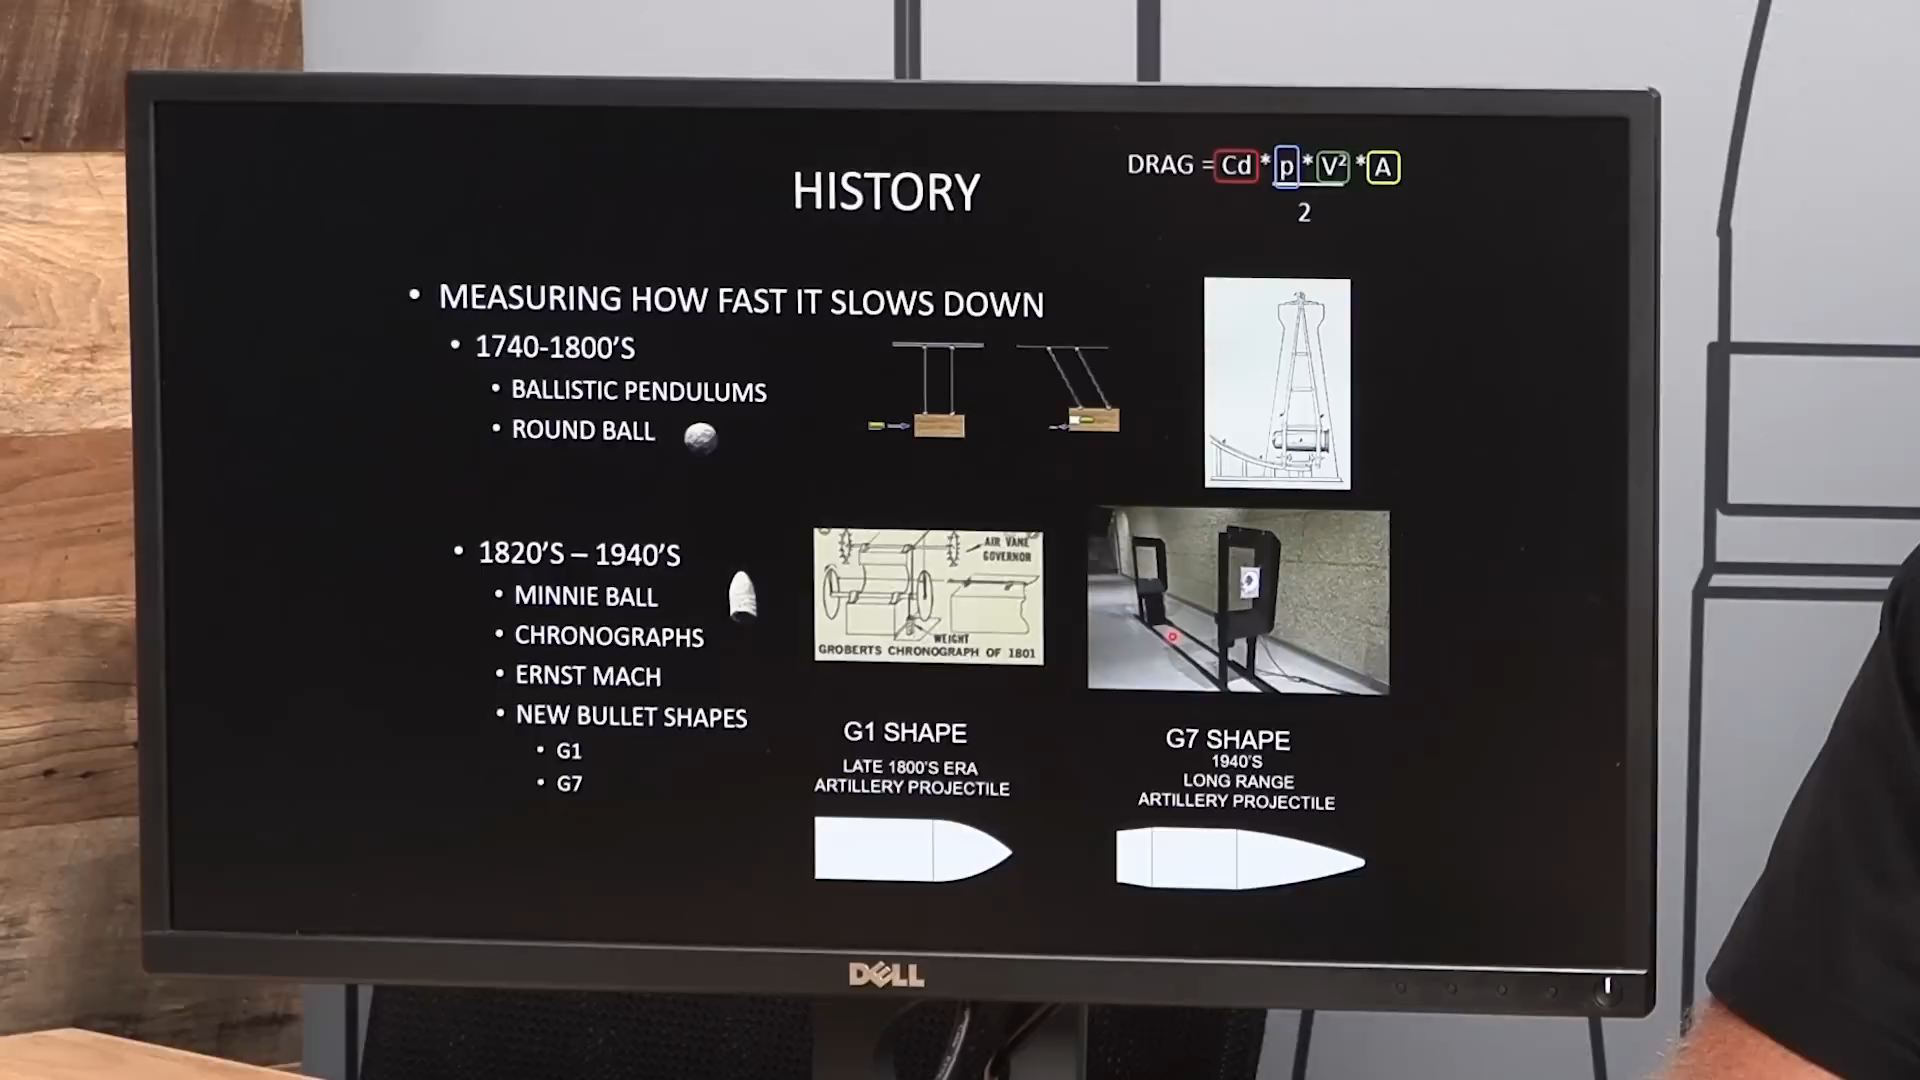 HISTORY
DRAG = Cd * p * V² * A
2
• MEASURING HOW FAST IT SLOWS DOWN
• 1740-1800'S
• BALLISTIC PENDULUMS
• ROUND BALL
• 1820'S – 1940'S
• MINNIE BALL
• CHRONOGRAPHS
• ERNST MACH
• NEW BULLET SHAPES
• G1
• G7
AIR VANE
GOVERNOR
WEIGHT
GROBERTS CHRONOGRAPH OF 1801
G1 SHAPE
LATE 1800'S ERA
ARTILLERY PROJECTILE
G7 SHAPE
1940'S
LONG RANGE
ARTILLERY PROJECTILE
DELL